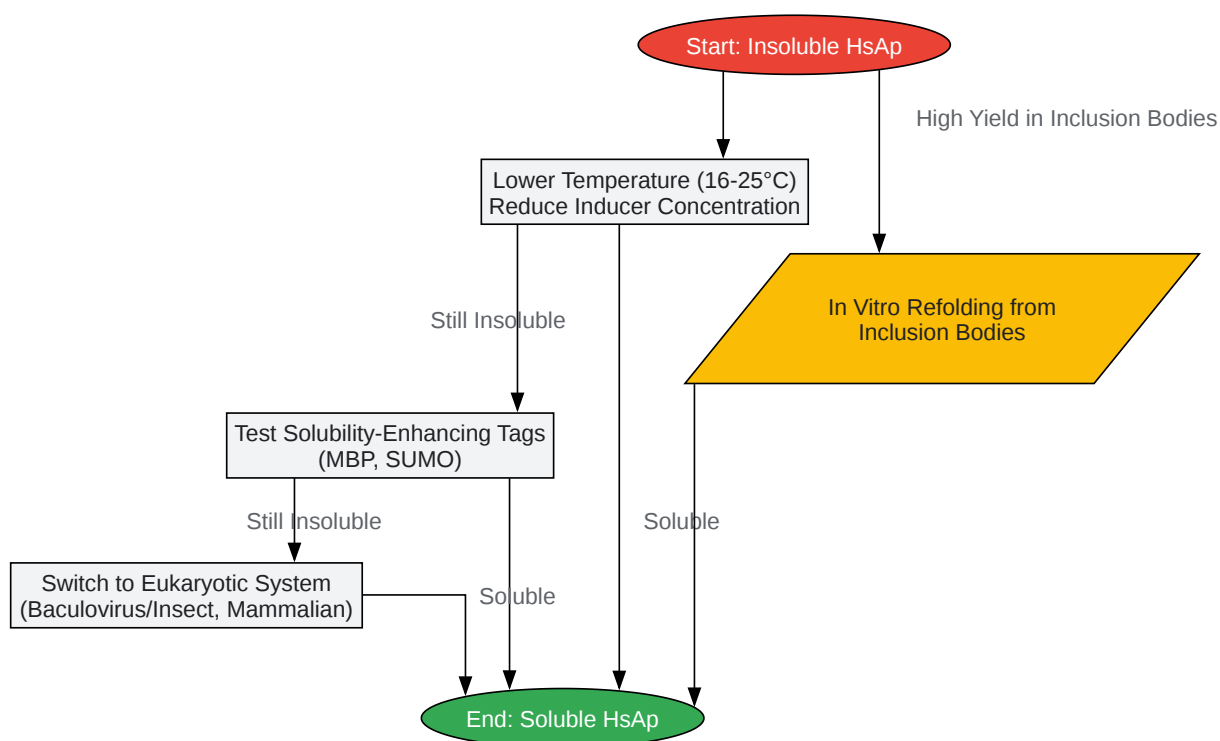 Start: Insoluble HsAp
High Yield in Inclusion Bodies
Lower Temperature (16-25°C)
Reduce Inducer Concentration
In Vitro Refolding from
Inclusion Bodies
Still Insoluble
Test Solubility-Enhancing Tags
(MBP, SUMO)
Still Insoluble
Soluble
Switch to Eukaryotic System
(Baculovirus/Insect, Mammalian)
Soluble
End: Soluble HsAp